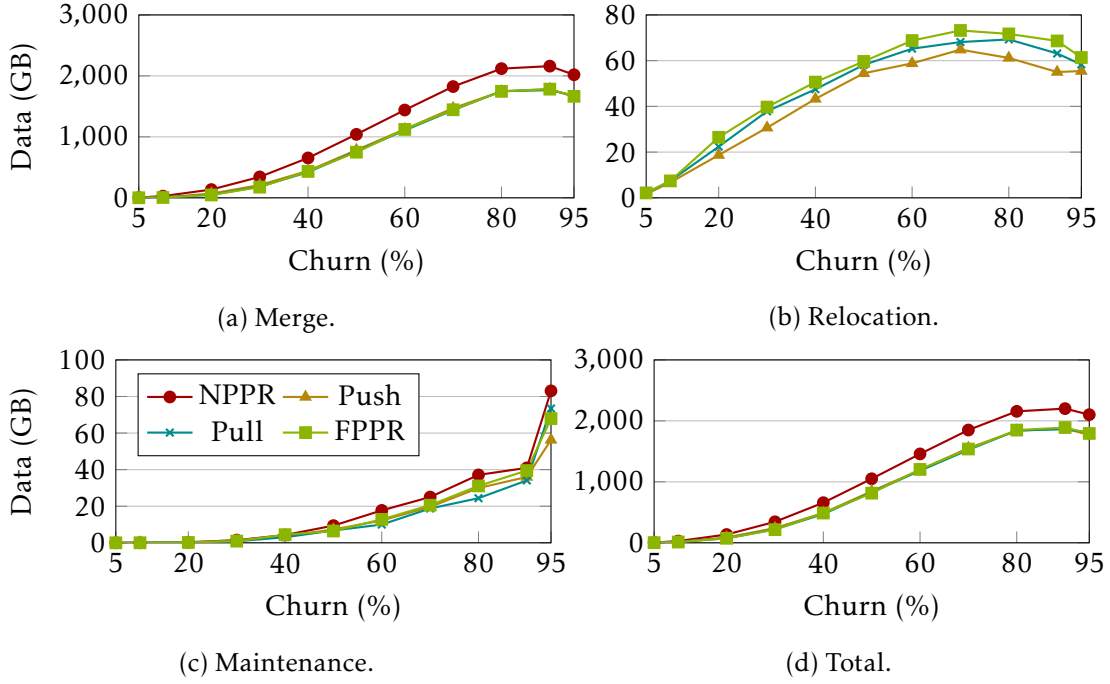 3,000
2,000
1,000
0
Data (GB)
5 20 40 60 80 95
Churn (%)
(a) Merge.
80
60
40
20
0
5 20 40 60 80 95
Churn (%)
(b) Relocation.
100
80
60
40
20
0
Data (GB)
NPPR Push
Pull FPPR
5 20 40 60 80 95
Churn (%)
(c) Maintenance.
3,000
2,000
1,000
0
5 20 40 60 80 95
Churn (%)
(d) Total.